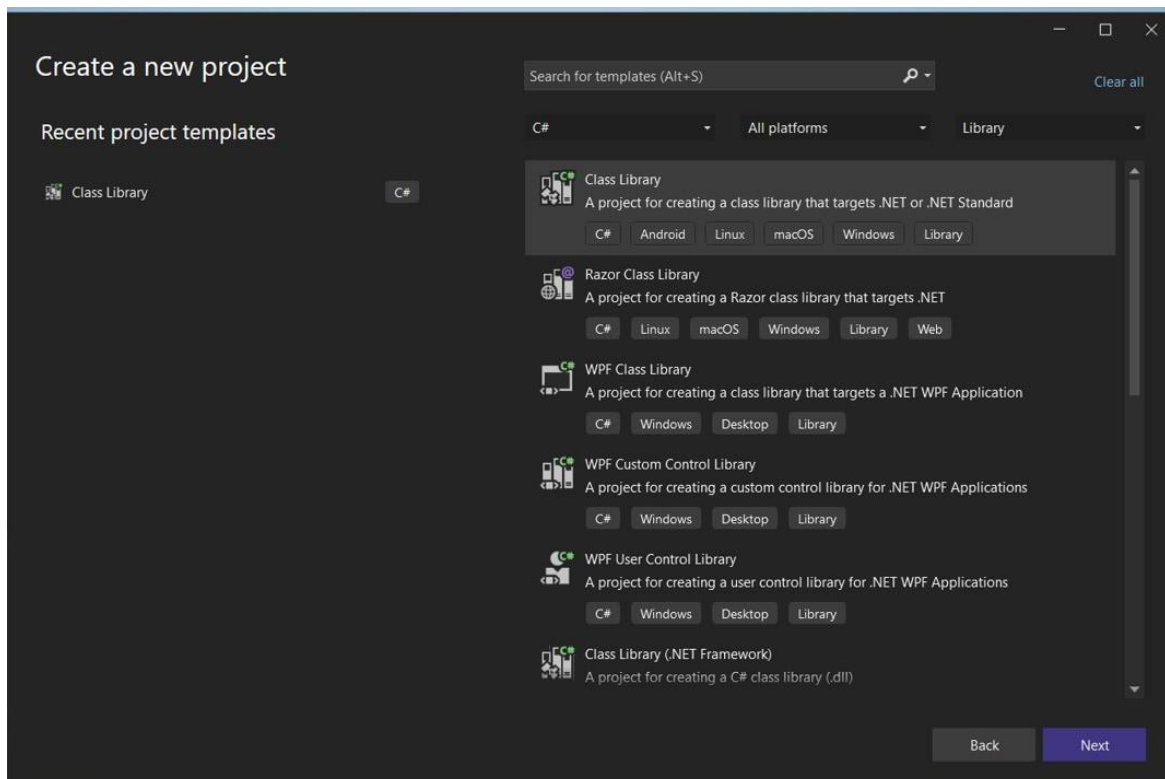 Create a new project
Recent project templates
Class Library C#
Search for templates (Alt+S)
Clear all
C# All platforms Library
Class Library
A project for creating a class library that targets .NET or .NET Standard
C# Android Linux macOS Windows Library
Razor Class Library
A project for creating a Razor class library that targets .NET
C# Linux macOS Windows Library Web
WPF Class Library
A project for creating a class library that targets a .NET WPF Application
C# Windows Desktop Library
WPF Custom Control Library
A project for creating a custom control library for .NET WPF Applications
C# Windows Desktop Library
WPF User Control Library
A project for creating a user control library for .NET WPF Applications
C# Windows Desktop Library
Class Library (.NET Framework)
A project for creating a C# class library (.dll)
Back Next